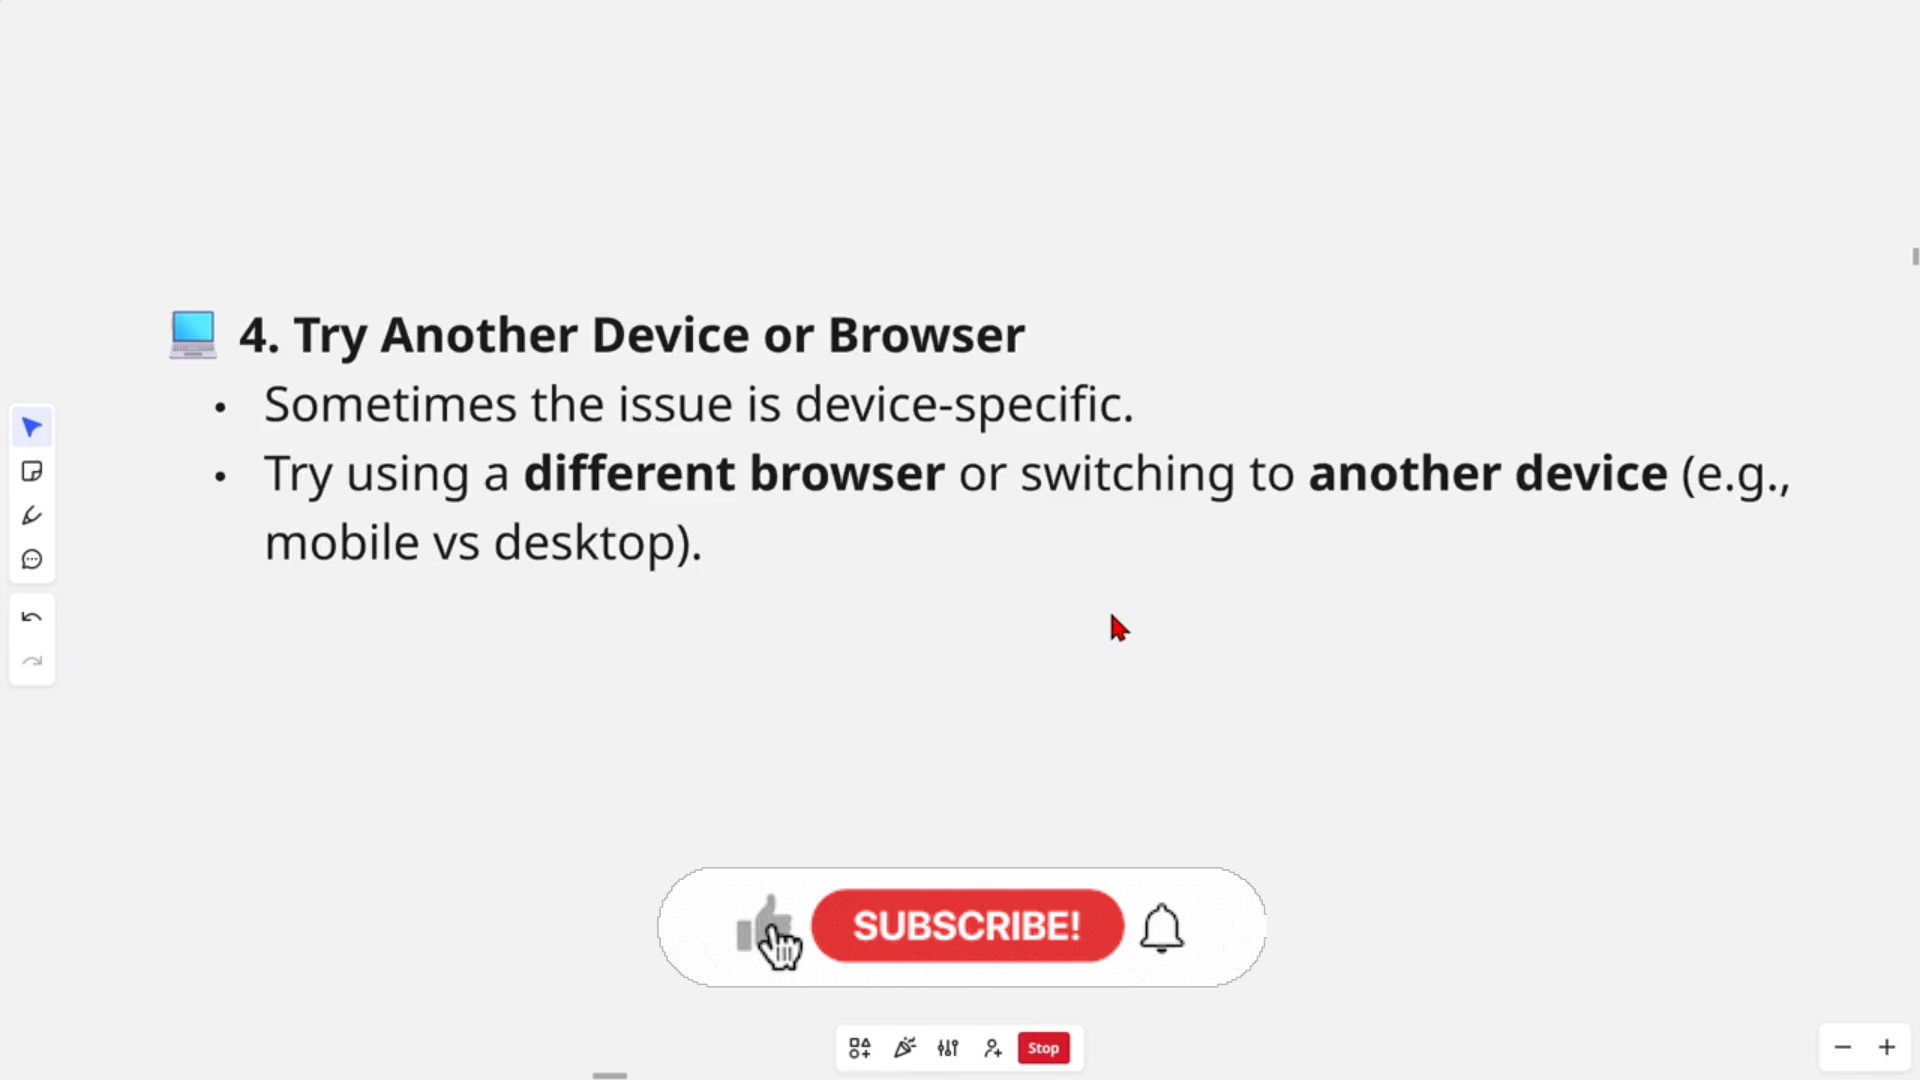 💻 4. Try Another Device or Browser
• Sometimes the issue is device-specific.
• Try using a different browser or switching to another device (e.g.,
mobile vs desktop).
SUBSCRIBE!
Stop